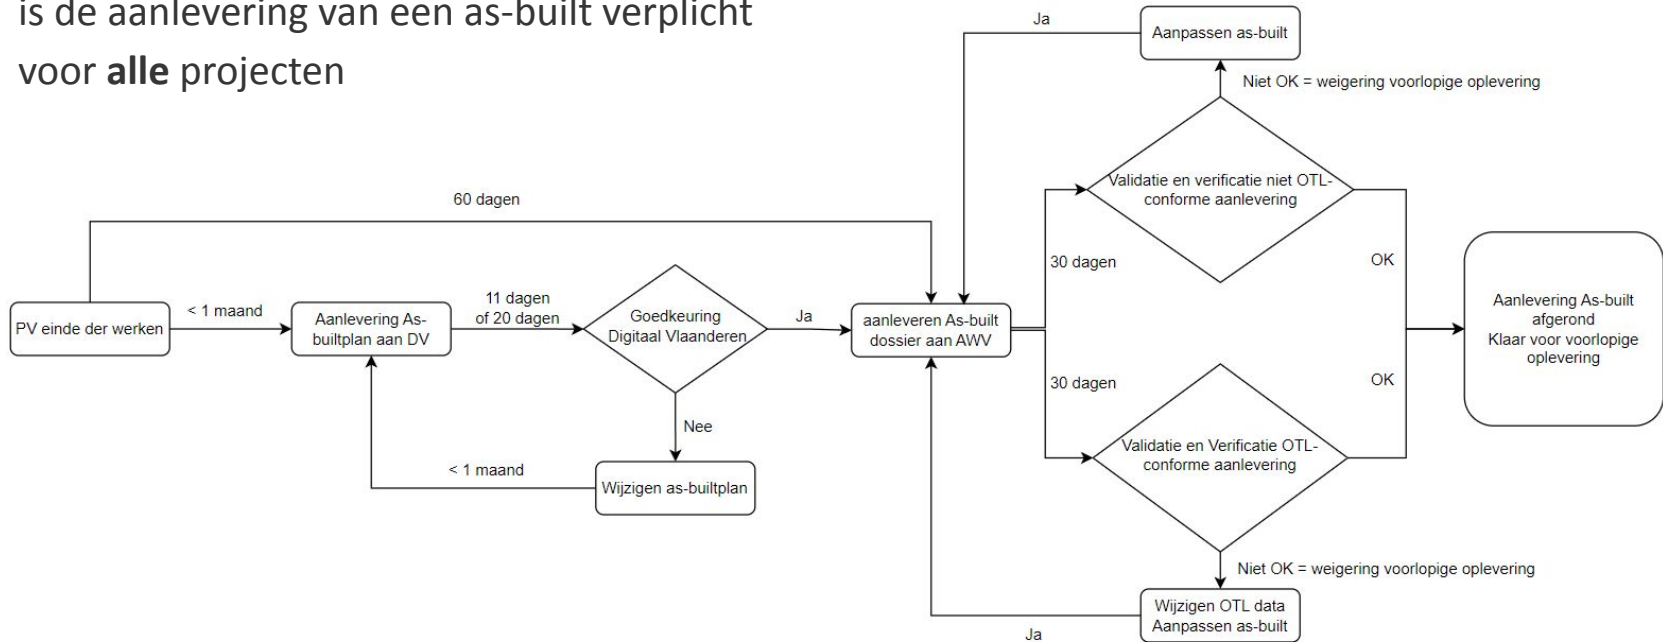 is de aanlevering van een as-built verplicht
voor alle projecten
Ja
Aanpassen as-built
Niet OK = weigering voorlopige oplevering
Validatie en verificatie niet OTL-
conforme aanlevering
60 dagen
30 dagen
OK
PV einde der werken
< 1 maand
Aanlevering As-
builtplan aan DV
11 dagen
of 20 dagen
Goedkeuring
Digitaal Vlaanderen
Ja
aanleveren As-built
dossier aan AWV
Aanlevering As-built
afgerond
Klaar voor voorlopige
oplevering
30 dagen
OK
Nee
Validatie en Verificatie OTL-
conforme aanlevering
< 1 maand
Wijzigen as-builtplan
Niet OK = weigering voorlopige oplevering
Wijzigen OTL data
Aanpassen as-built
Ja